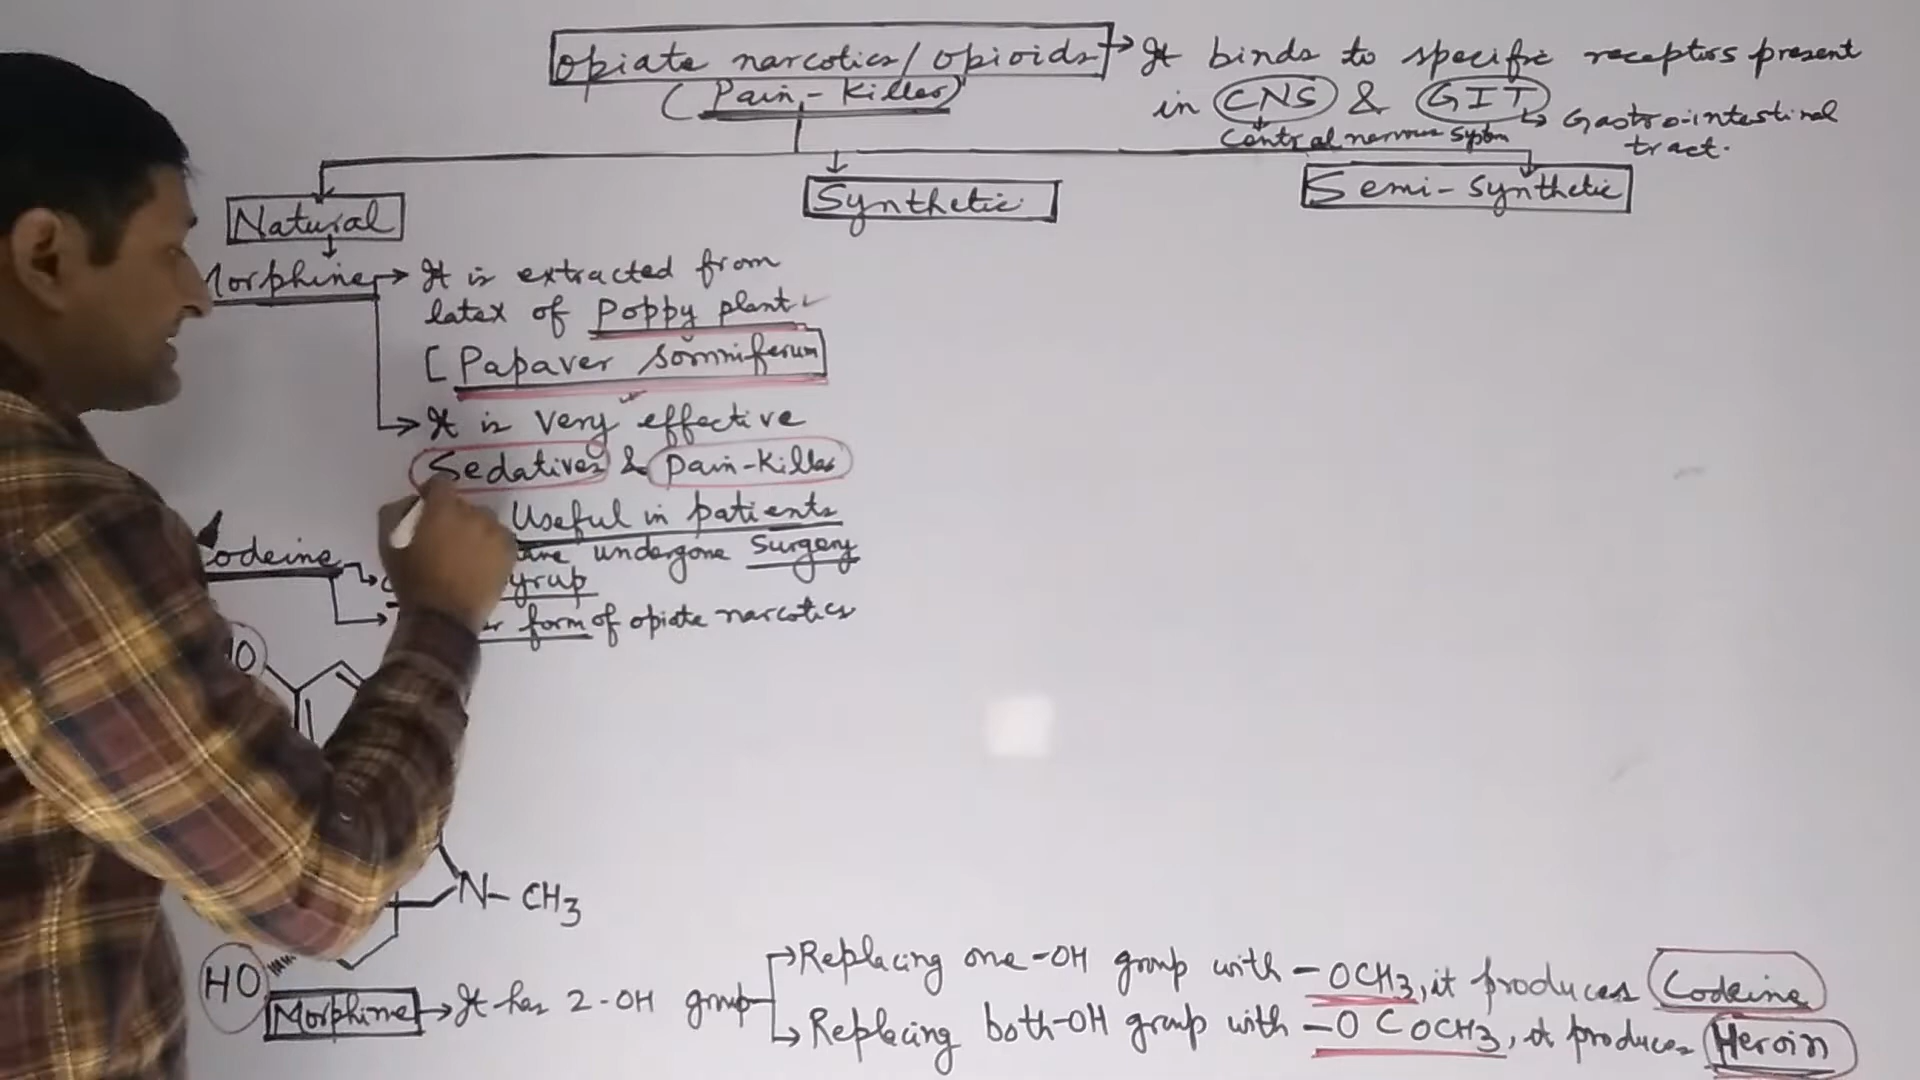 Opiate narcotics/opioids → It binds to specific receptors present
(Pain-killer)
in CNS & GIT
Central nervous system
Gastro-intestinal
tract.
Natural
Synthetic
Semi-synthetic
Morphine → It is extracted from
latex of Poppy plant
[Papaver somniferum]
→ It is very effective
Sedatives & pain-killer
Useful in patients
undergone surgery
Codeine
form of opiate narcotics
HO
N-CH3
HO
Morphine → It has 2-OH group
→ Replacing one-OH group with -OCH3, it produces Codeine
→ Replacing both-OH group with -OCOCH3, it produces Heroin